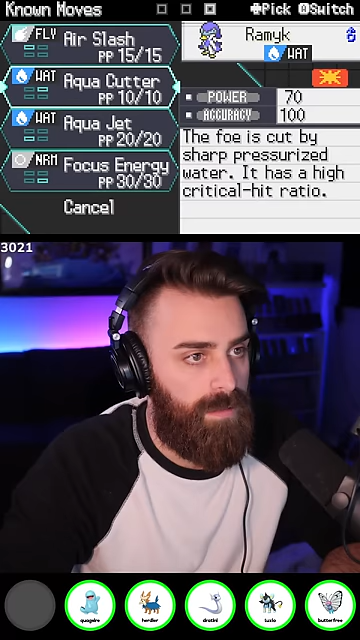 Known Moves
Pick Switch
FLY Air Slash
PP 15/15
WAT Aqua Cutter
PP 10/10
WAT Aqua Jet
PP 20/20
NRM Focus Energy
PP 30/30
Cancel
Ramyk
WAT
POWER 70
ACCURACY 100
The foe is cut by
sharp pressurized
water. It has a high
critical-hit ratio.
3021
quagsire
herdier
dratini
luxio
butterfree